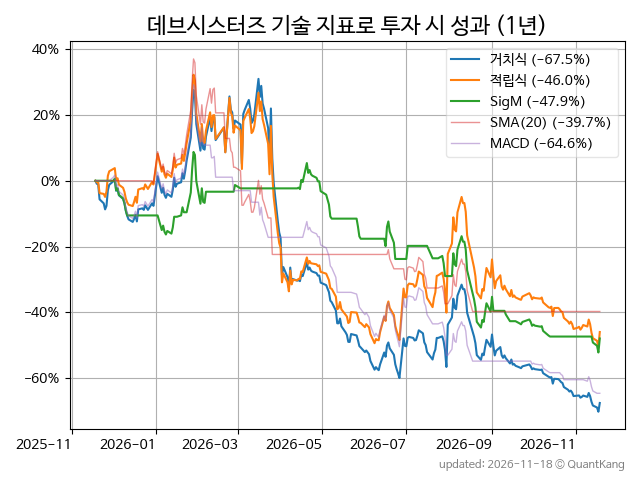 데브시스터즈 기술 지표로 투자 시 성과 (1년)
40%
20%
0%
−20%
−40%
−60%
거치식 (−67.5%)
적립식 (−46.0%)
SigM (−47.9%)
SMA(20) (−39.7%)
MACD (−64.6%)
2025−11
2026−01
2026−03
2026−05
2026−07
2026−09
2026−11
updated: 2026−11−18 © QuantKang